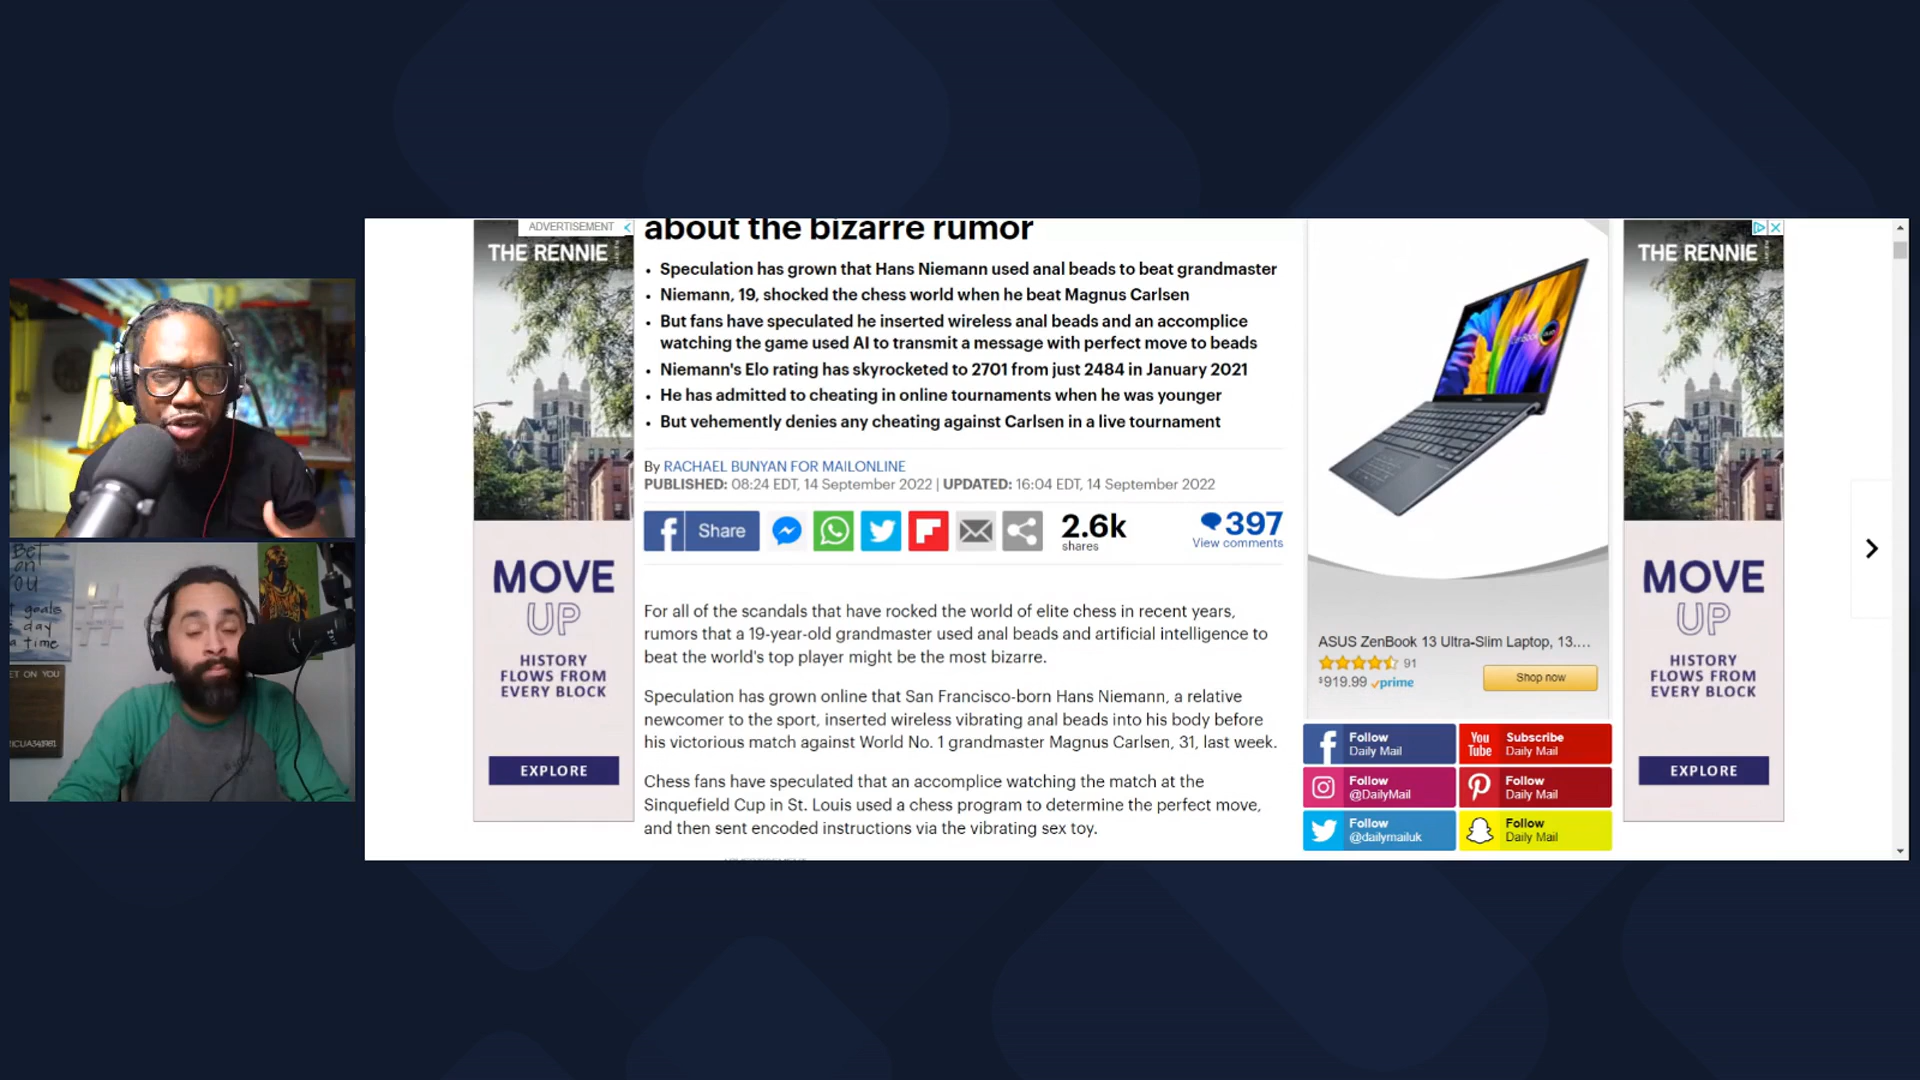 about the bizarre rumor
Speculation has grown that Hans Niemann used anal beads to beat grandmaster
Niemann, 19, shocked the chess world when he beat Magnus Carlsen
But fans have speculated he inserted wireless anal beads and an accomplice
watching the game used AI to transmit a message with perfect move to beads
Niemann's Elo rating has skyrocketed to 2701 from just 2484 in January 2021
He has admitted to cheating in online tournaments when he was younger
But vehemently denies any cheating against Carlsen in a live tournament
By RACHAEL BUNYAN FOR MAILONLINE
PUBLISHED: 08:24 EDT, 14 September 2022 | UPDATED: 16:04 EDT, 14 September 2022
Share
2.6k
shares
397
View comments
For all of the scandals that have rocked the world of elite chess in recent years,
rumors that a 19-year-old grandmaster used anal beads and artificial intelligence to
beat the world's top player might be the most bizarre.
Speculation has grown online that San Francisco-born Hans Niemann, a relative
newcomer to the sport, inserted wireless vibrating anal beads into his body before
his victorious match against World No. 1 grandmaster Magnus Carlsen, 31, last week.
Chess fans have speculated that an accomplice watching the match at the
Sinquefield Cup in St. Louis used a chess program to determine the perfect move,
and then sent encoded instructions via the vibrating sex toy.
ADVERTISEMENT
THE RENNIE
MOVE
UP
HISTORY
FLOWS FROM
EVERY BLOCK
EXPLORE
ASUS ZenBook 13 Ultra-Slim Laptop, 13....
91
$919.99 prime
Shop now
Follow
Daily Mail
You
Tube
Subscribe
Daily Mail
Follow
@DailyMail
Follow
Daily Mail
Follow
@dailymailuk
Follow
Daily Mail
THE RENNIE
MOVE
UP
HISTORY
FLOWS FROM
EVERY BLOCK
EXPLORE
Bet
on
goals
day
a time
ET ON YOU